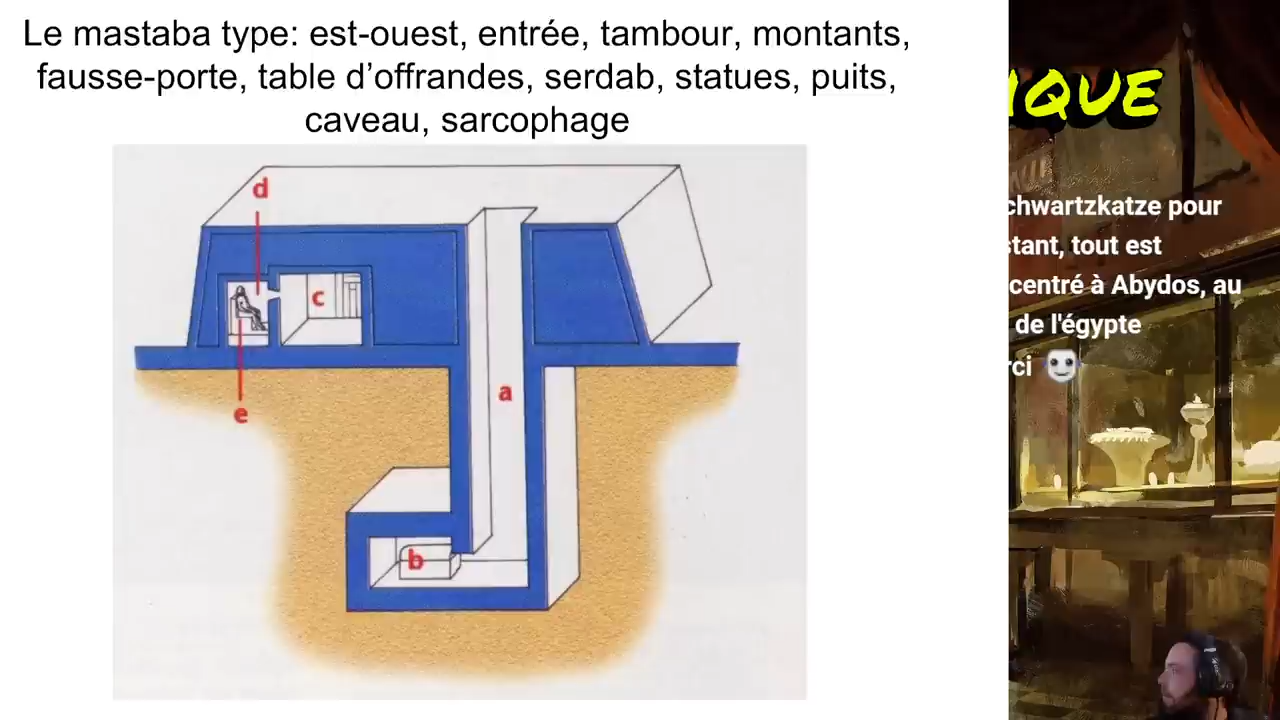 Le mastaba type: est-ouest, entrée, tambour, montants,
fausse-porte, table d’offrandes, serdab, statues, puits,
caveau, sarcophage
IQUE
d
chwartzkatze pour
stant, tout est
centré à Abydos, au
de l'égypte
rci
c
a
e
b